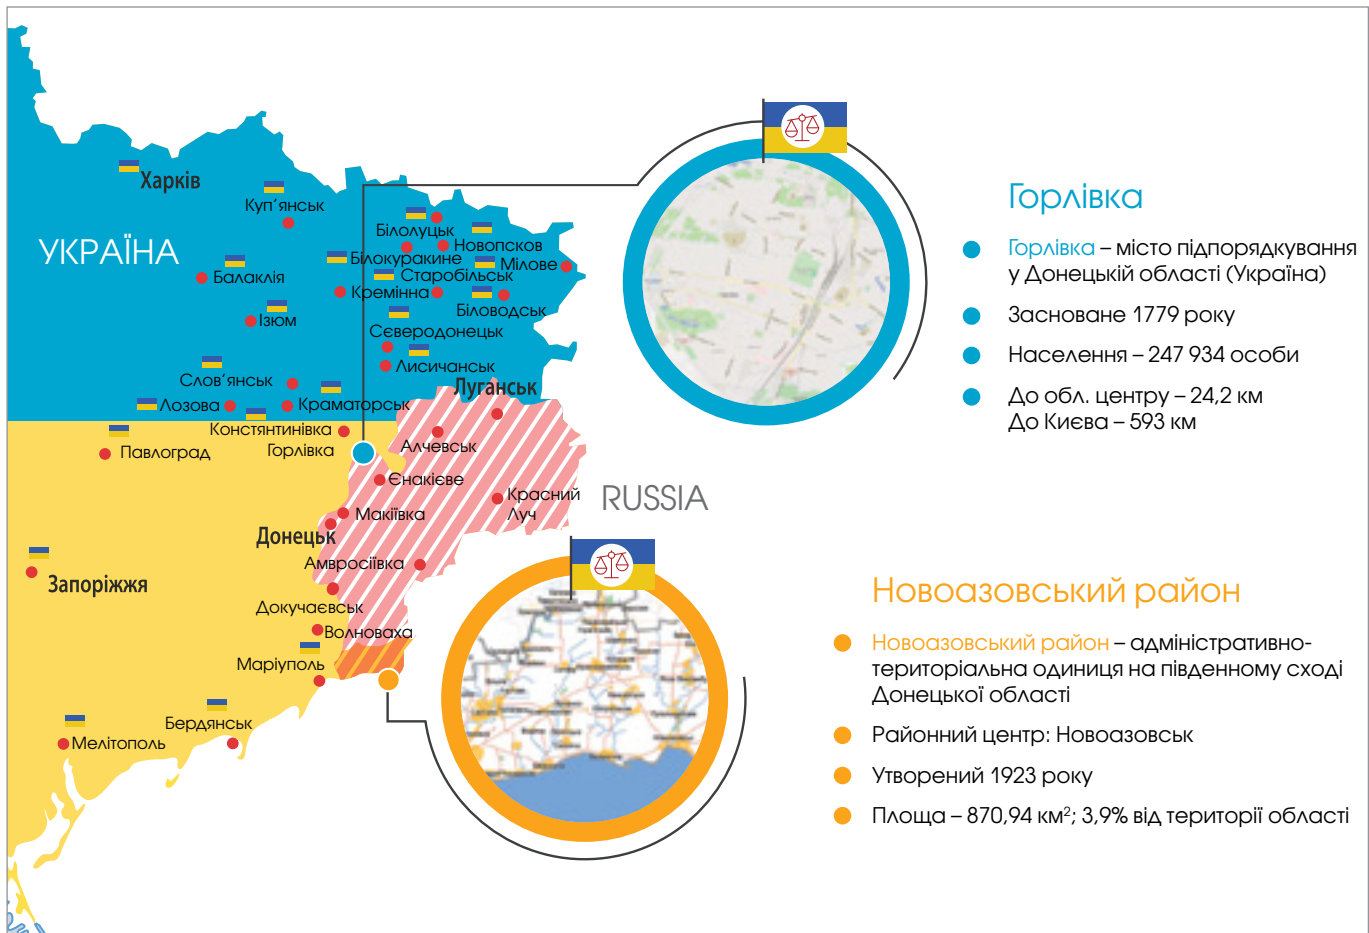 Харків
Куп’янськ
УКРАЇНА
Білолуцьк
Новопсков
Білокуракине
Мілове
Балаклія
Старобільськ
Кремінна
Біловодськ
Ізюм
Сєверодонецьк
Лисичанськ
Слов’янськ
Луганськ
Лозова
Краматорськ
Констянтинівка
Павлоград
Горлівка
Алчевськ
Єнакієве
Красний
Луч
RUSSIA
Макіївка
Донецьк
Амвросіївка
Запоріжжя
Докучаєвськ
Волноваха
Маріуполь
Бердянськ
Мелітополь
Горлівка
Горлівка – місто підпорядкування
у Донецькій області (Україна)
Засноване 1779 року
Населення – 247 934 особи
До обл. центру – 24,2 км
До Києва – 593 км
Новоазовський район
Новоазовський район – адміністративно-
територіальна одиниця на південному сході
Донецької області
Районний центр: Новоазовськ
Утворений 1923 року
Площа – 870,94 км²; 3,9% від території області